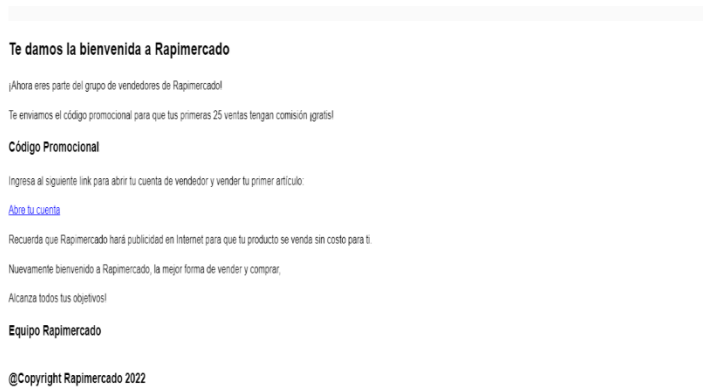 Te damos la bienvenida a Rapimercado
¡Ahora eres parte del grupo de vendedores de Rapimercado!
Te enviamos el código promocional para que tus primeras 25 ventas tengan comisión ¡gratis!
Código Promocional
Ingresa al siguiente link para abrir tu cuenta de vendedor y vender tu primer artículo:
Abre tu cuenta
Recuerda que Rapimercado hará publicidad en Internet para que tu producto se venda sin costo para ti.
Nuevamente bienvenido a Rapimercado, la mejor forma de vender y comprar,
Alcanza todos tus objetivos!
Equipo Rapimercado
@Copyright Rapimercado 2022